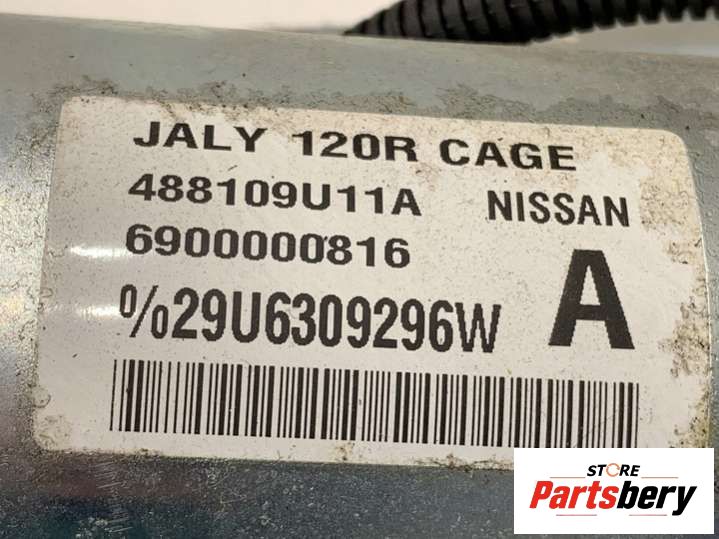 JALY 120R CAGE
488109U11A NISSAN
6900000816
%29U6309296W A
STORE
Partsbery